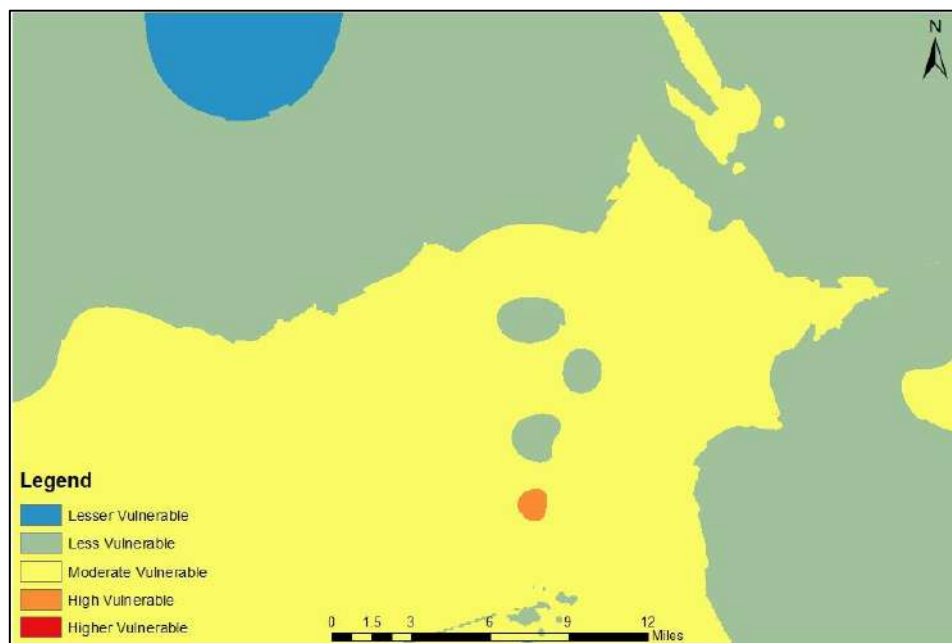 N
Legend
Lesser Vulnerable
Less Vulnerable
Moderate Vulnerable
High Vulnerable
Higher Vulnerable
0 1.5 3 6 9 12
Miles